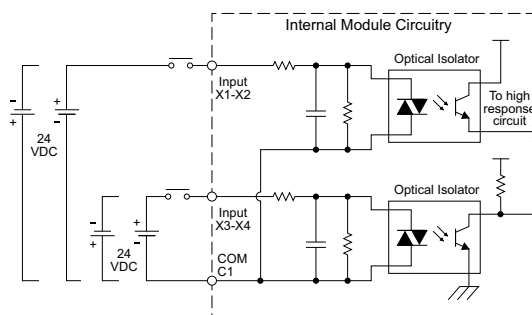 Internal Module Circuitry
Optical Isolator
Input
X1-X2
To high
response
circuit
-
+
+
-
24
VDC
Optical Isolator
Input
X3-X4
-
+
+
-
24
VDC
COM
C1